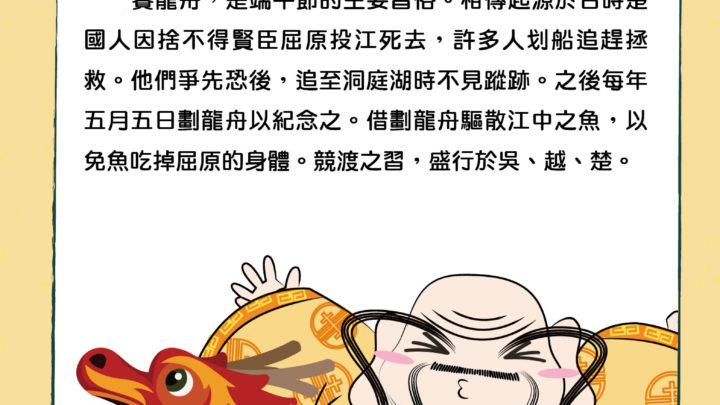 賽龍舟，是端午節的主要習俗。相傳起源於古時楚
國人因捨不得賢臣屈原投江死去，許多人划船追趕拯
救。他們爭先恐後，追至洞庭湖時不見蹤跡。之後每年
五月五日劃龍舟以紀念之。借劃龍舟驅散江中之魚，以
免魚吃掉屈原的身體。競渡之習，盛行於吳、越、楚。